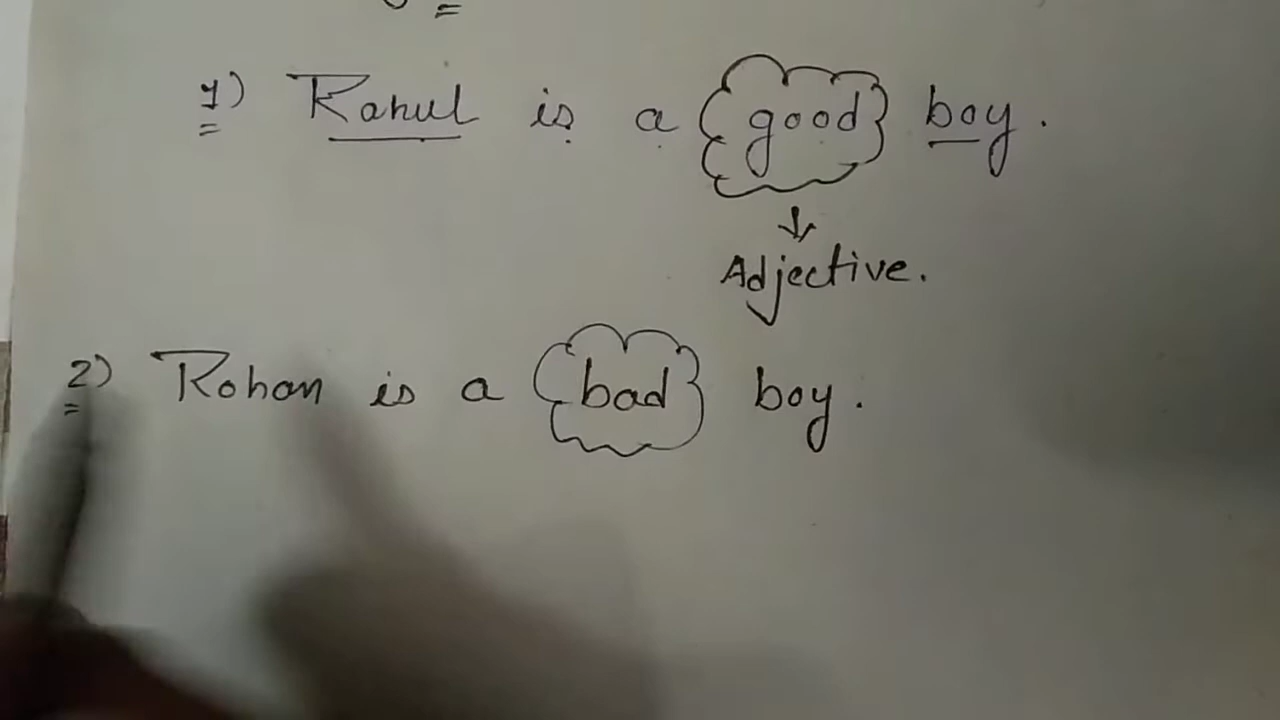 1) Rahul is a good boy.
Adjective.
2) Rohan is a bad boy.